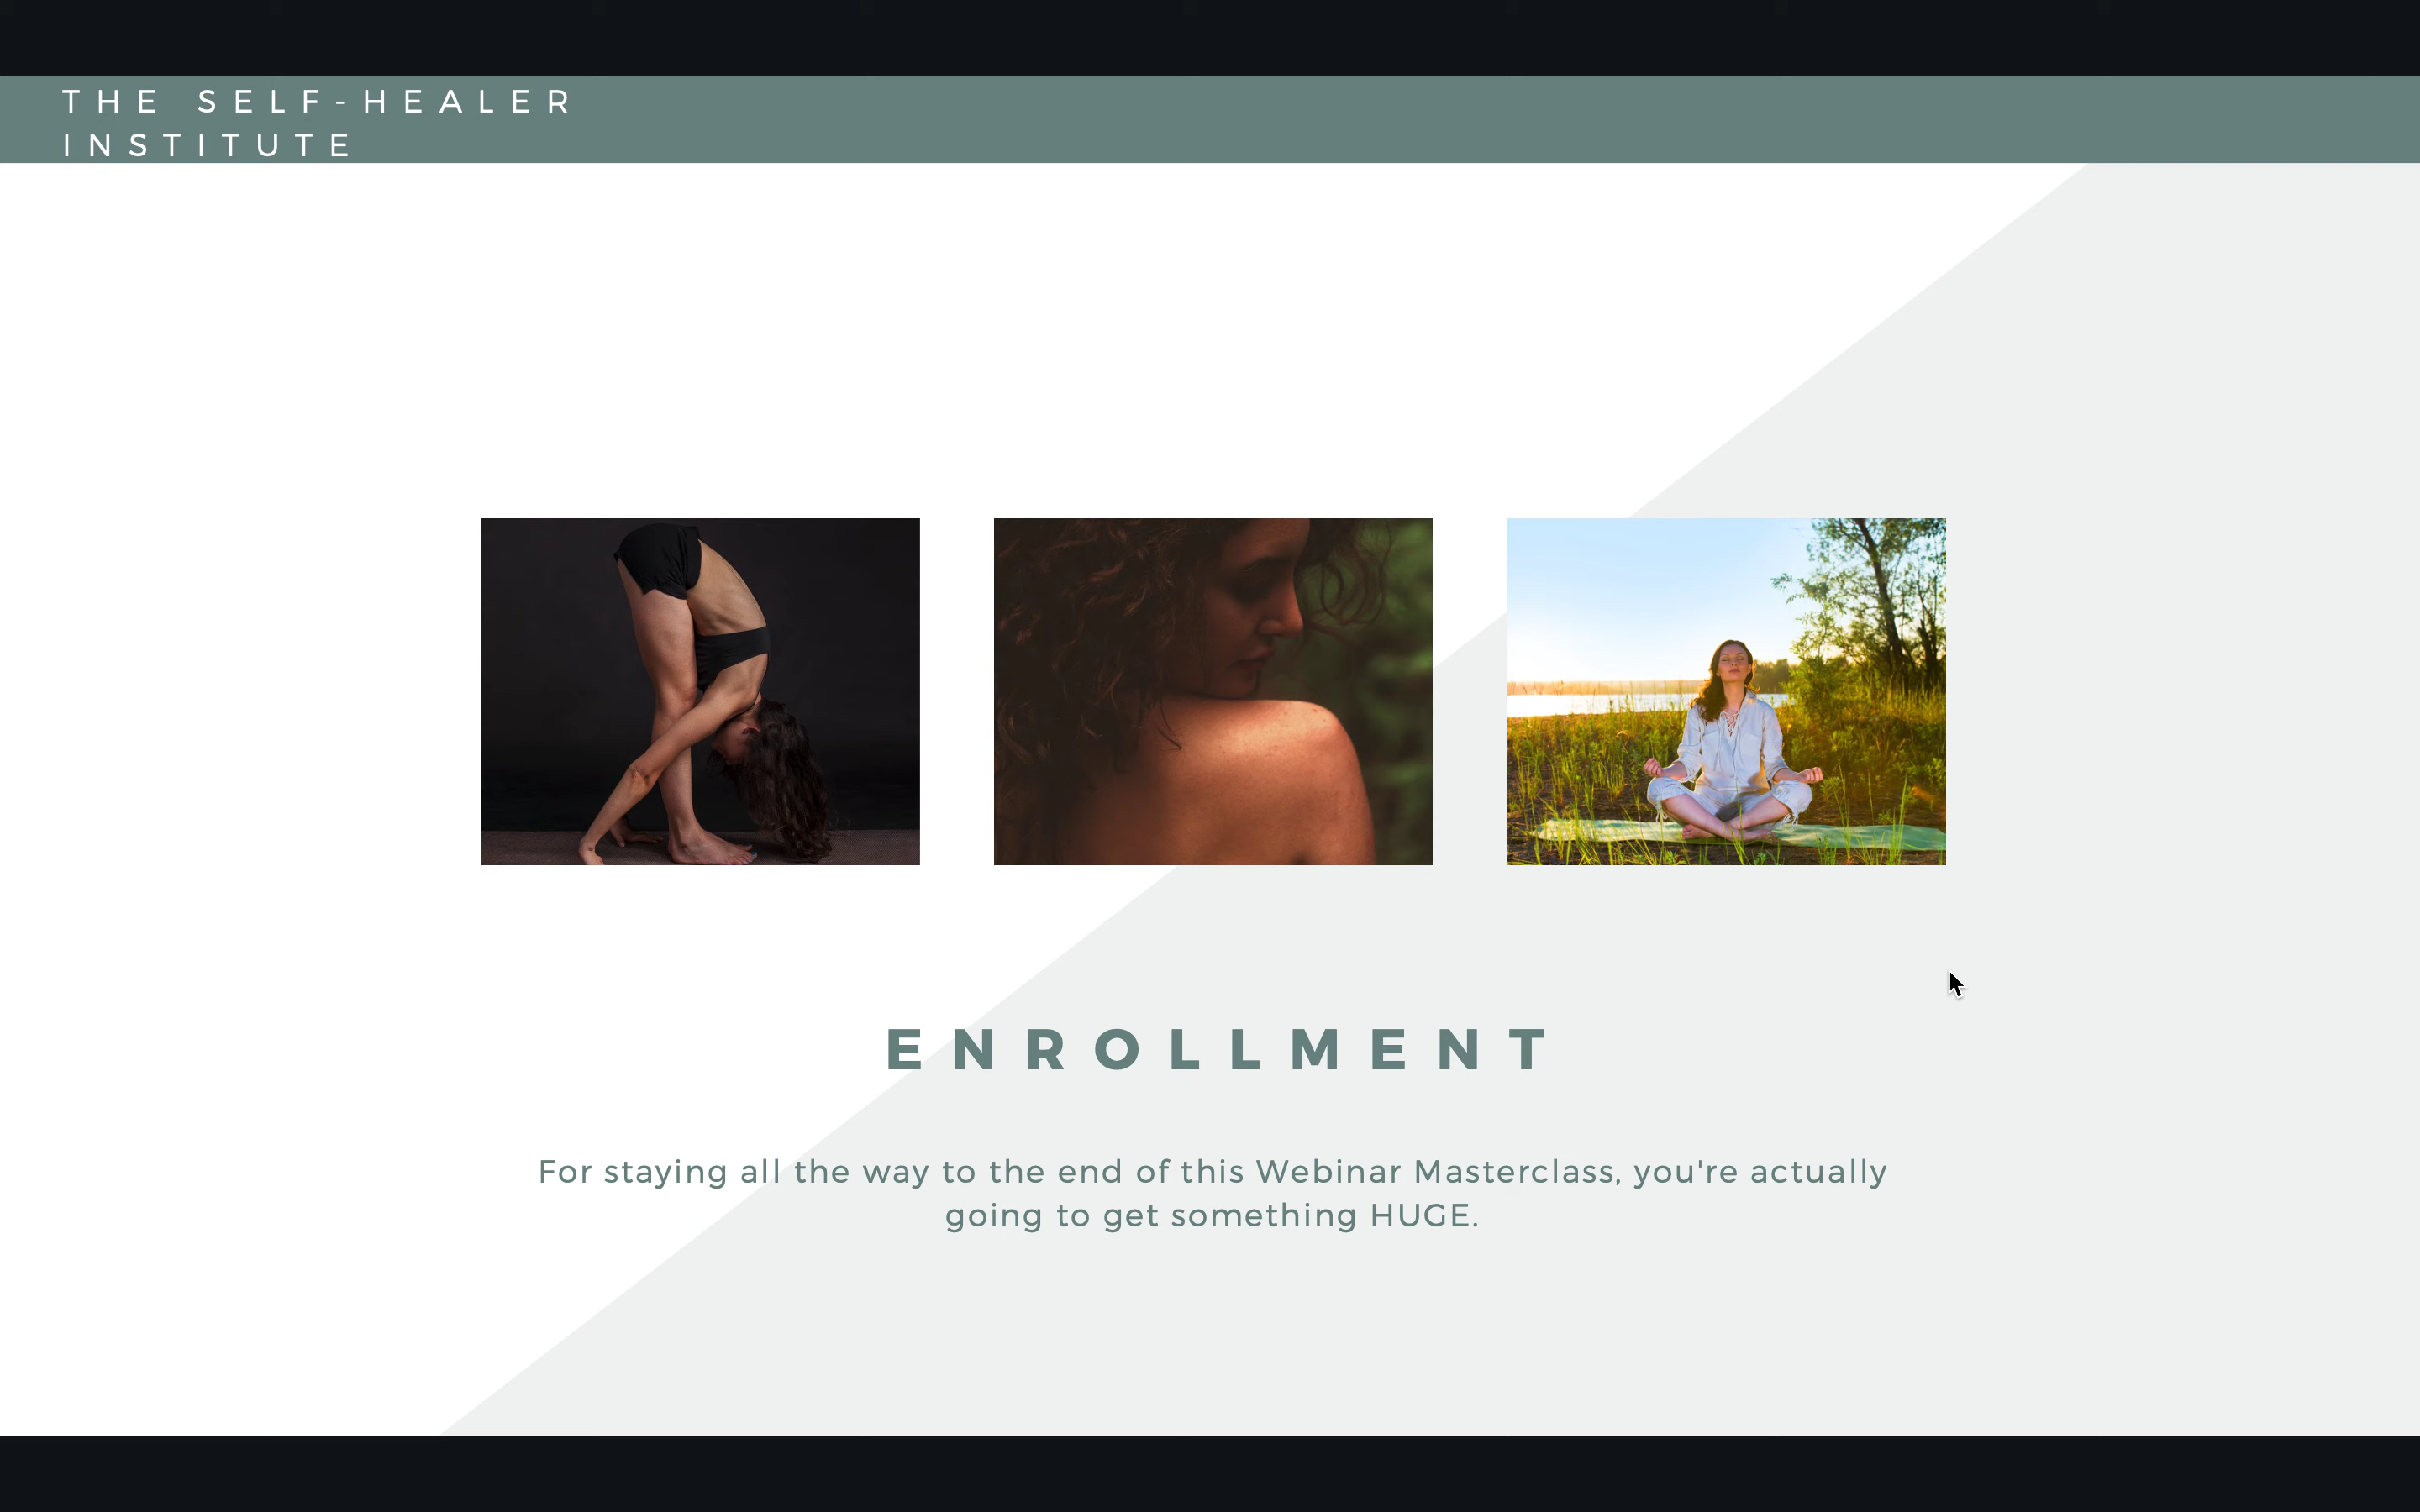 THE SELF-HEALER
INSTITUTE
ENROLLMENT
For staying all the way to the end of this Webinar Masterclass, you're actually
going to get something HUGE.